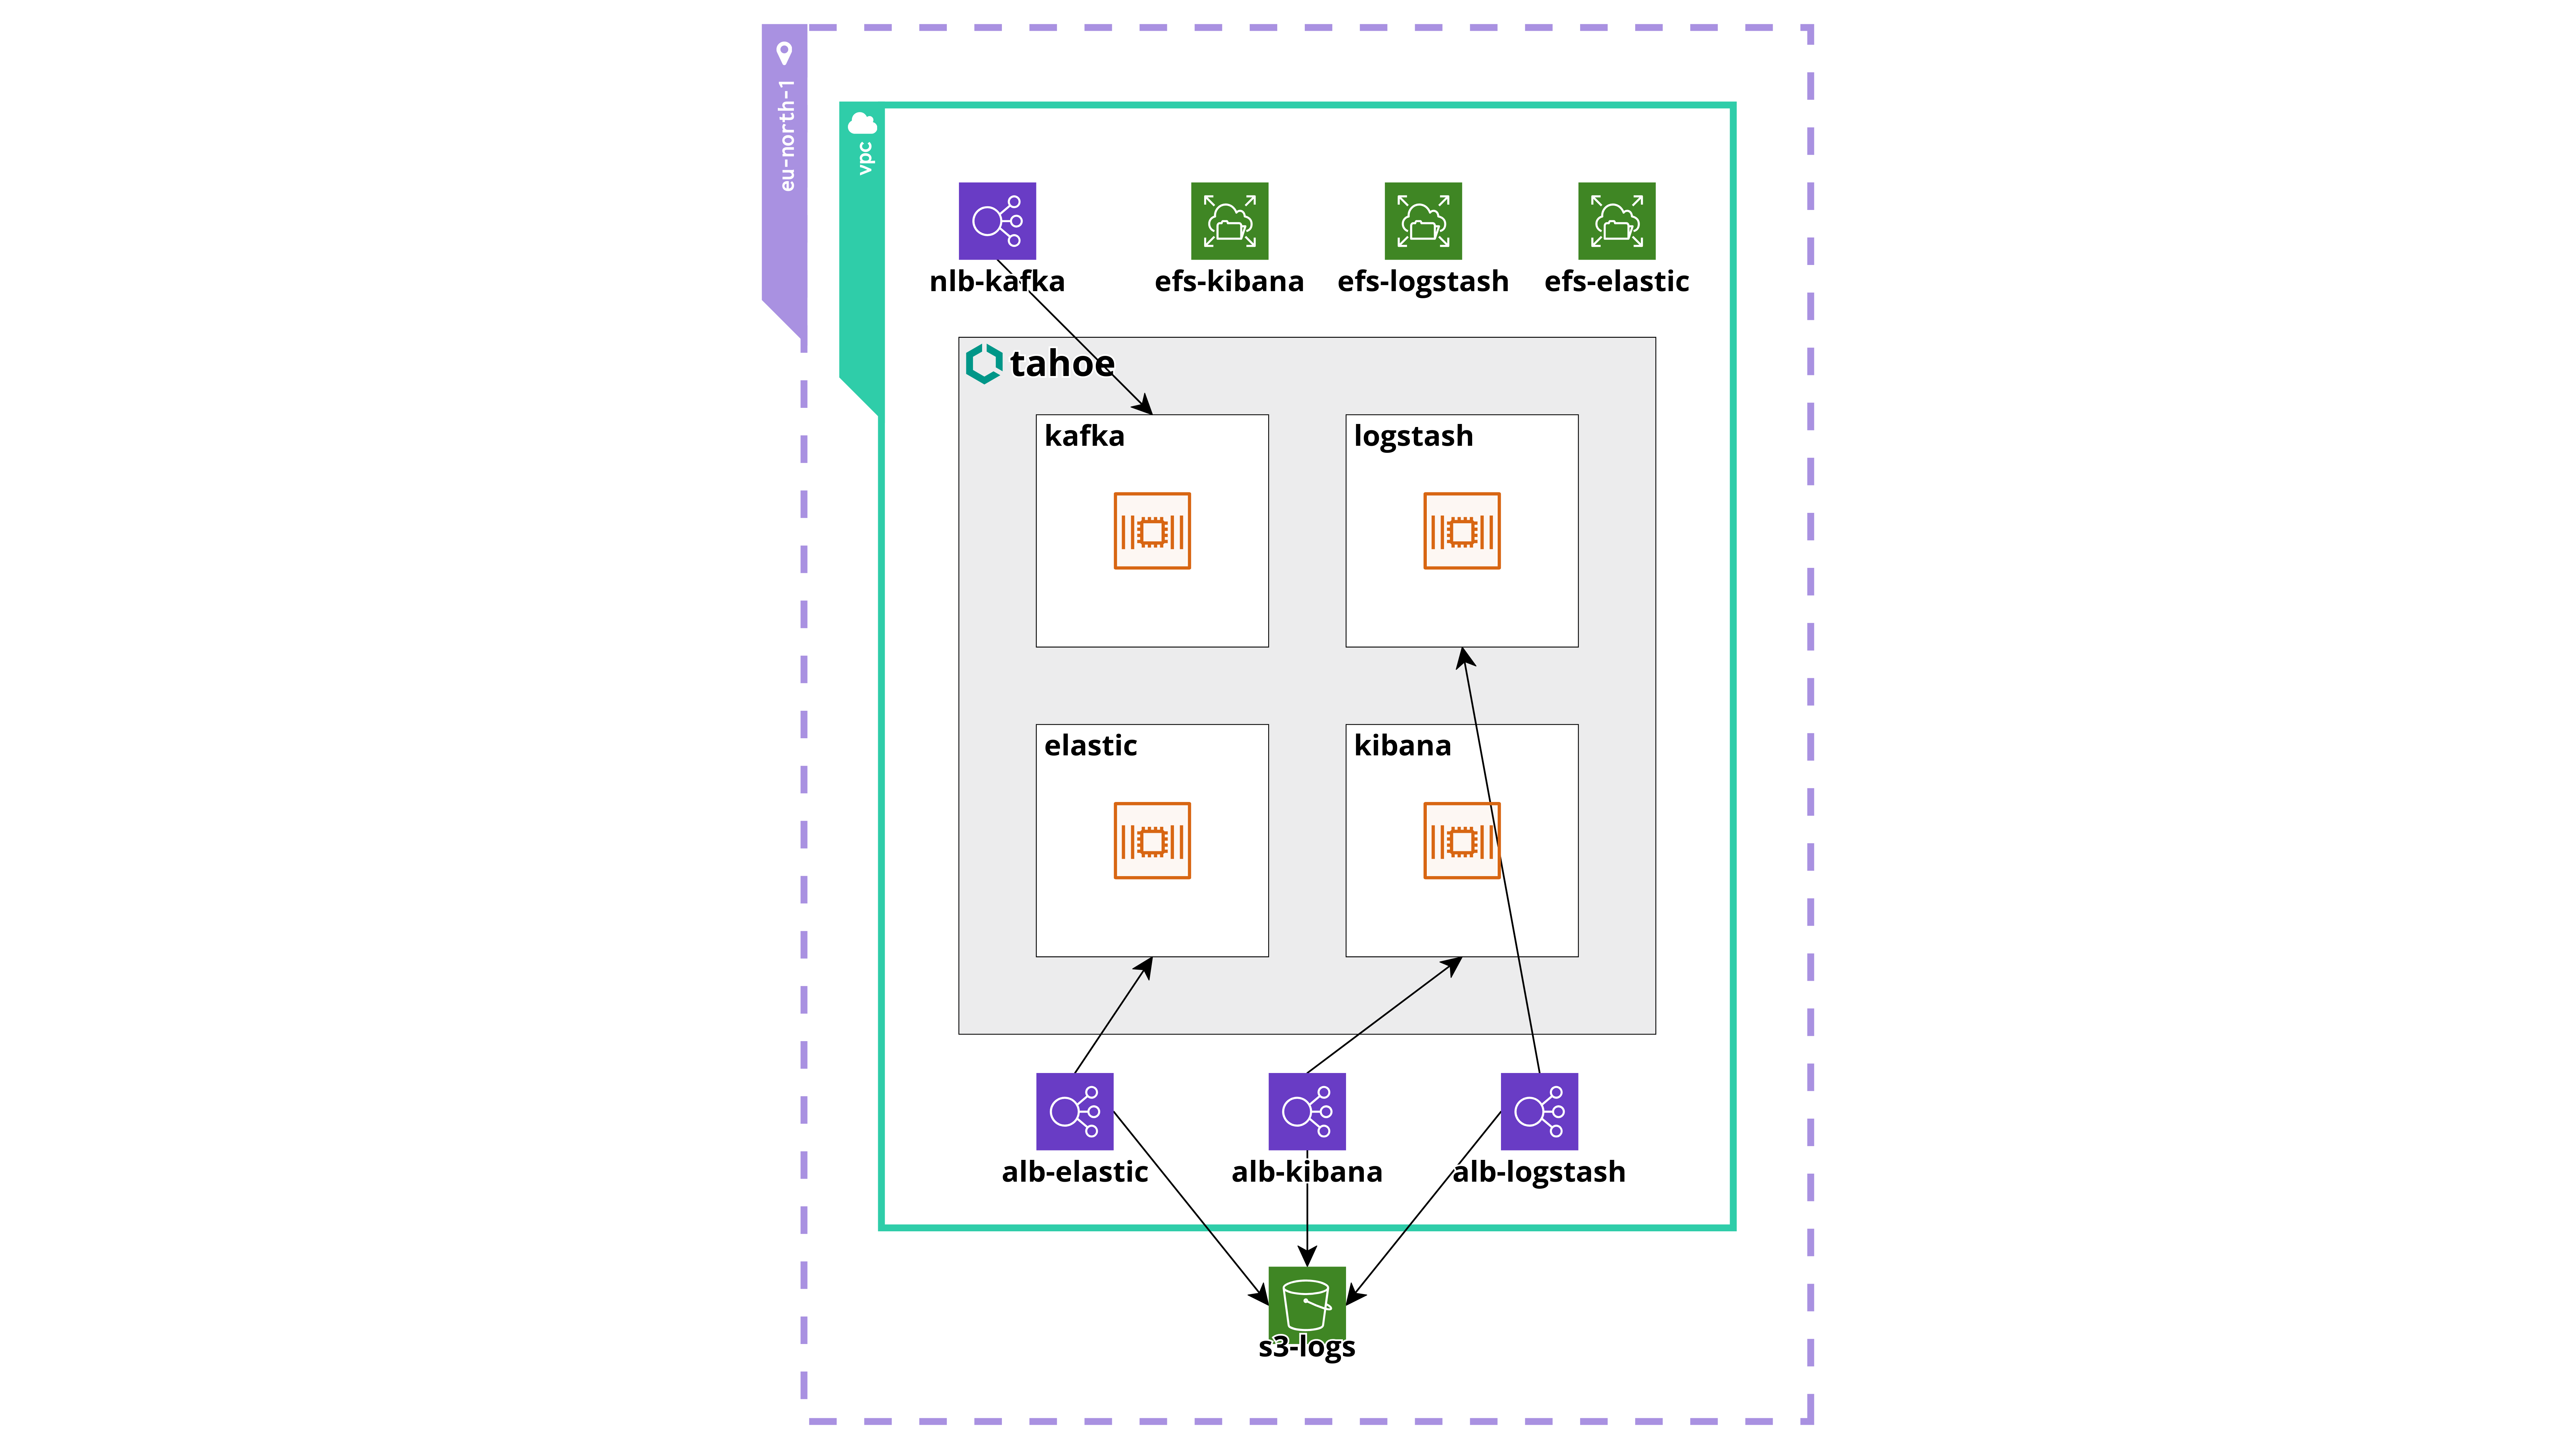 eu-north-1
vpc
nlb-kafka
efs-kibana
efs-logstash
efs-elastic
tahoe
kafka
logstash
elastic
kibana
alb-elastic
alb-kibana
alb-logstash
s3-logs